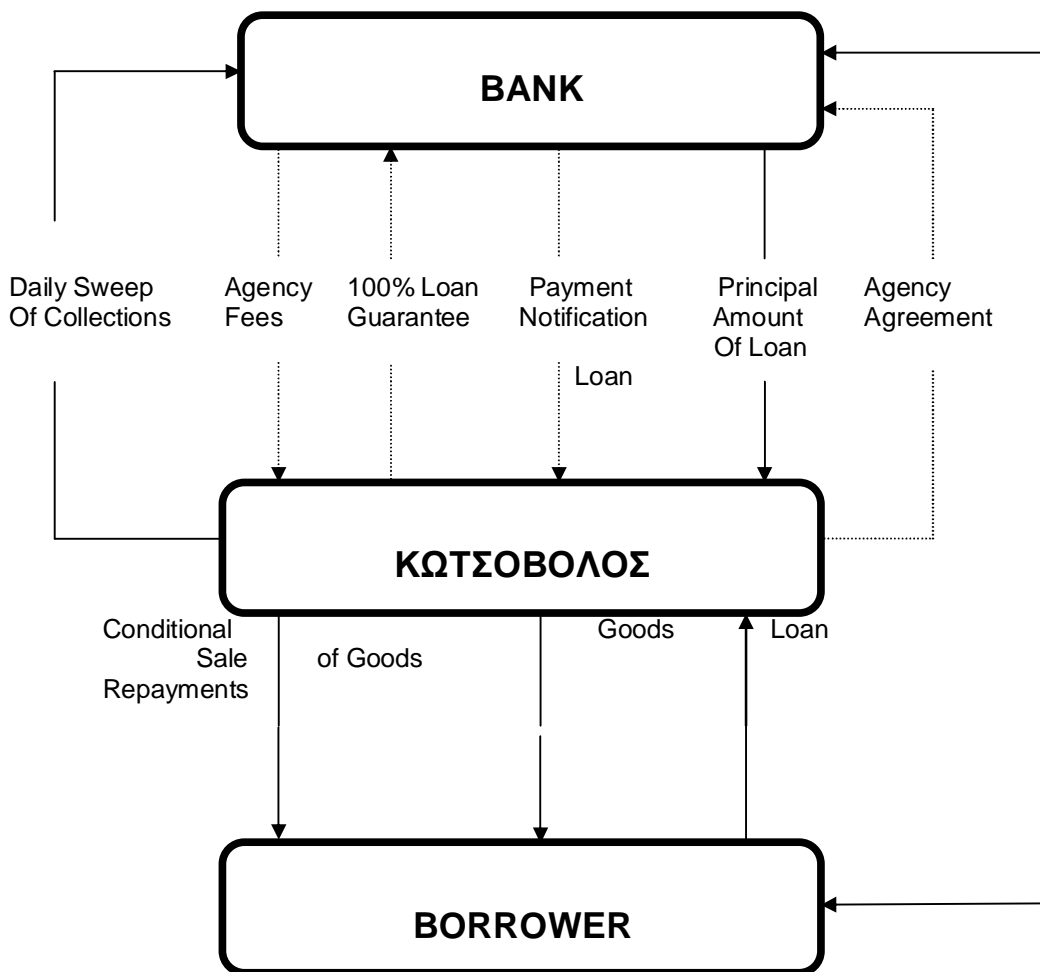 BANK
Daily Sweep
Of Collections
Agency
Fees
100% Loan
Guarantee
Payment
Notification
Loan
Principal
Amount
Of Loan
Agency
Agreement
ΚΩΤΣΟΒΟΛΟΣ
Conditional
Sale
Repayments
of Goods
Goods
Loan
BORROWER